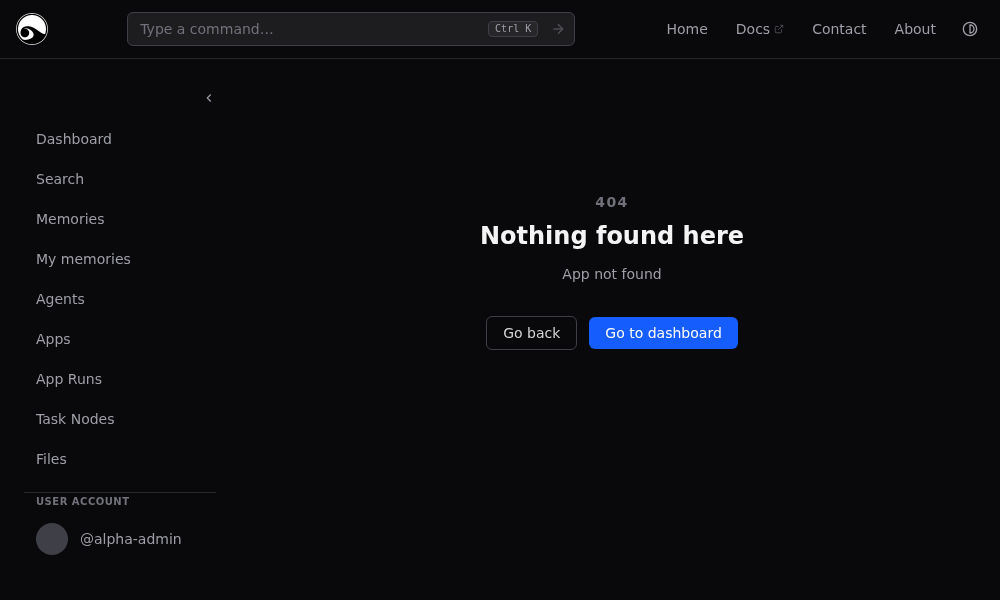 Type a command...
Ctrl K
Home
Docs
Contact
About
Dashboard
Search
Memories
My memories
Agents
Apps
App Runs
Task Nodes
Files
USER ACCOUNT
@alpha-admin
404
Nothing found here
App not found
Go back
Go to dashboard